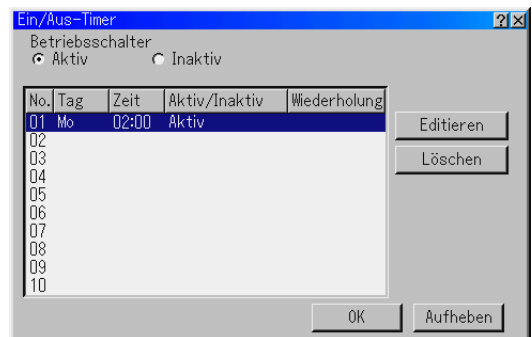 Ein/Aus-Timer
Betriebsschalter
Aktiv Inaktiv
No. Tag Zeit Aktiv/Inaktiv Wiederholung
01 Mo 02:00 Aktiv
02
03
04
05
06
07
08
09
10
Editieren
Löschen
OK Aufheben